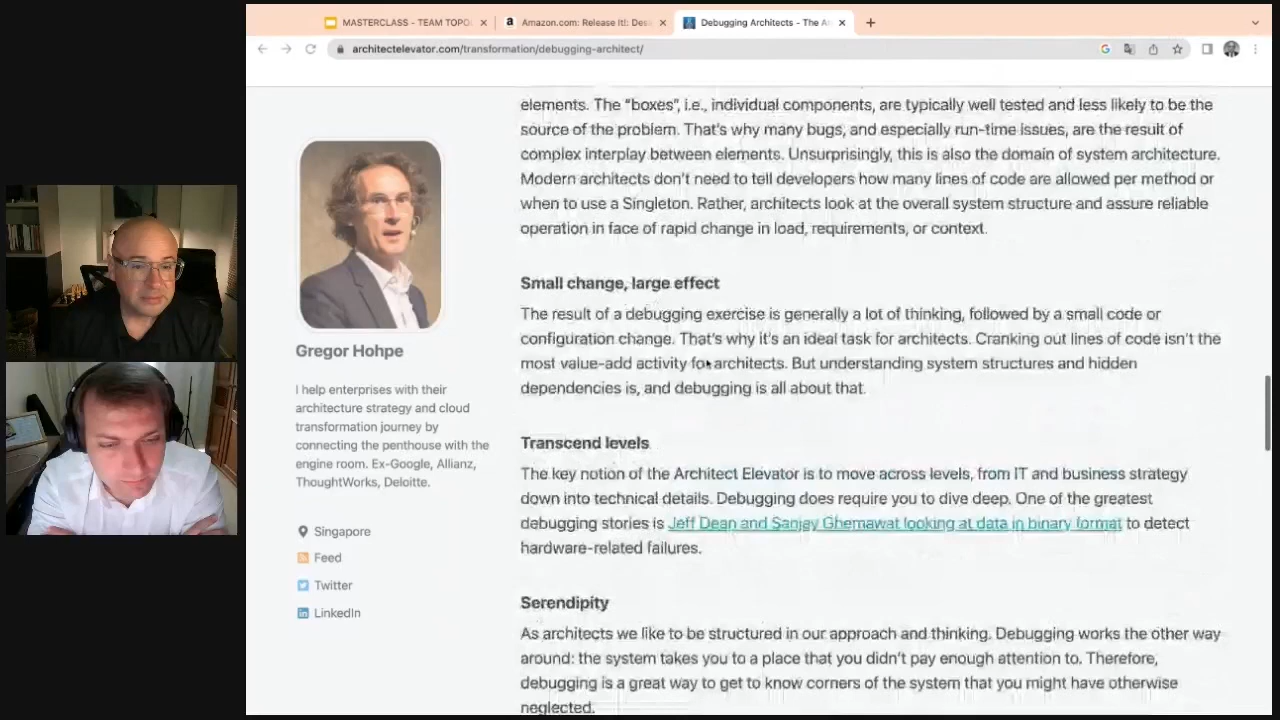 MASTERCLASS - TEAM TOPO
Amazon.com: Release It!: Des
Debugging Architects - The A
architectelevator.com/transformation/debugging-architect/
elements. The “boxes”, i.e., individual components, are typically well tested and less likely to be the
source of the problem. That’s why many bugs, and especially run-time issues, are the result of
complex interplay between elements. Unsurprisingly, this is also the domain of system architecture.
Modern architects don’t need to tell developers how many lines of code are allowed per method or
when to use a Singleton. Rather, architects look at the overall system structure and assure reliable
operation in face of rapid change in load, requirements, or context.
Small change, large effect
The result of a debugging exercise is generally a lot of thinking, followed by a small code or
configuration change. That’s why it’s an ideal task for architects. Cranking out lines of code isn’t the
most value-add activity for architects. But understanding system structures and hidden
dependencies is, and debugging is all about that.
Transcend levels
The key notion of the Architect Elevator is to move across levels, from IT and business strategy
down into technical details. Debugging does require you to dive deep. One of the greatest
debugging stories is Jeff Dean and Sanjay Ghemawat looking at data in binary format to detect
hardware-related failures.
Serendipity
As architects we like to be structured in our approach and thinking. Debugging works the other way
around: the system takes you to a place that you didn’t pay enough attention to. Therefore,
debugging is a great way to get to know corners of the system that you might have otherwise
neglected.
Gregor Hohpe
I help enterprises with their
architecture strategy and cloud
transformation journey by
connecting the penthouse with the
engine room. Ex-Google, Allianz,
ThoughtWorks, Deloitte.
Singapore
Feed
Twitter
LinkedIn